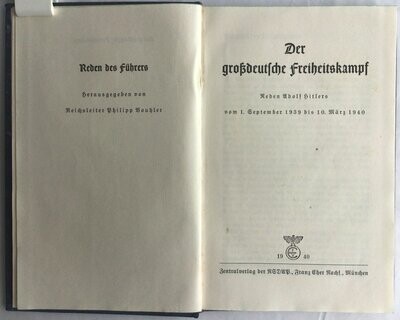 Reden des Führers
Herausgegeben von
Reichsleiter Philipp Bouhler
Der
großdeutsche Freiheitskampf
Reden Adolf Hitlers
vom 1. September 1939 bis 10. März 1940
19 40
Zentralverlag der NSDAP., Franz Eher Nachf., München